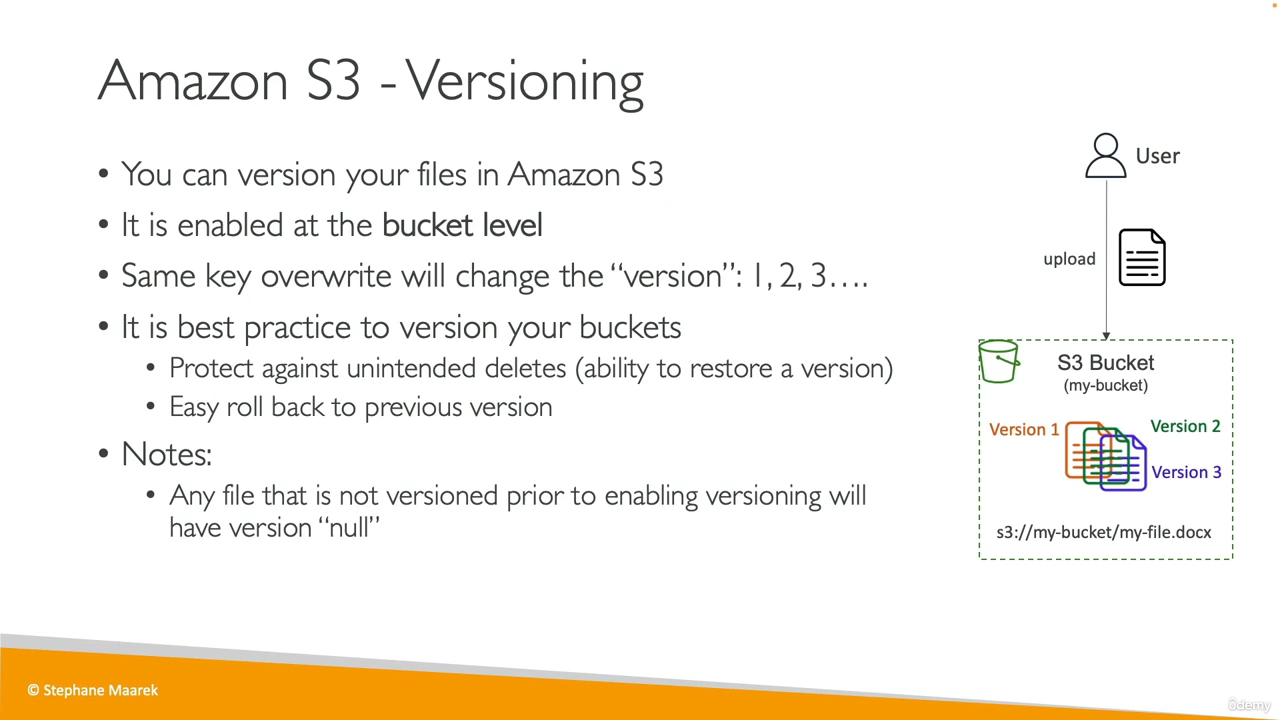 Amazon S3 - Versioning
• You can version your files in Amazon S3
• It is enabled at the bucket level
• Same key overwrite will change the “version”: 1, 2, 3….
• It is best practice to version your buckets
• Protect against unintended deletes (ability to restore a version)
• Easy roll back to previous version
• Notes:
• Any file that is not versioned prior to enabling versioning will
have version “null”
User
upload
S3 Bucket
(my-bucket)
Version 1
Version 2
Version 3
s3://my-bucket/my-file.docx
© Stephane Maarek
ûdemy